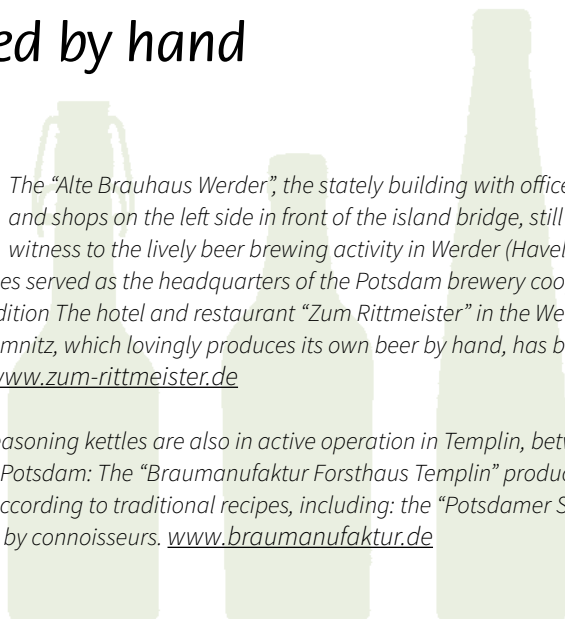 ed by hand
The “Alte Brauhaus Werder”, the stately building with office
and shops on the left side in front of the island bridge, still
witness to the lively beer brewing activity in Werder (Havel
es served as the headquarters of the Potsdam brewery coo
dition The hotel and restaurant “Zum Rittmeister” in the We
mnitz, which lovingly produces its own beer by hand, has b
www.zum-rittmeister.de
easoning kettles are also in active operation in Templin, betw
Potsdam: The “Braumanufaktur Forsthaus Templin” produc
ccording to traditional recipes, including: the “Potsdamer S
by connoisseurs. www.braumanufaktur.de